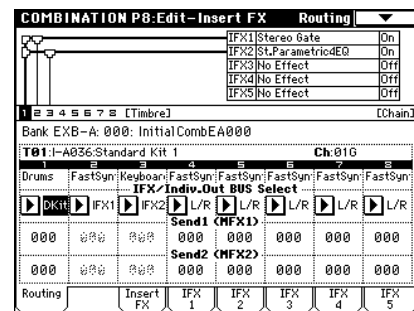 COMBINATION P8:Edit-Insert FX Routing
IFX1 Stereo Gate On
IFX2 St.Parametric4EQ On
IFX3 No Effect Off
IFX4 No Effect Off
IFX5 No Effect Off
1 2 3 4 5 6 7 8 [Timbre] [Chain]
Bank EXB-A: 000: InitialCombEA000
T01:I-A036:Standard Kit 1 Ch:01G
1 2 3 4 5 6 7 8
Drums FastSyn Keyboar FastSyn FastSyn FastSyn FastSyn FastSyn
IFX/Indiv.Out BUS Select
DKit IFX1 IFX2 L/R L/R L/R L/R L/R
Send1 (MFX1)
000 000 000 000 000 000
Send2 (MFX2)
000 000 000 000 000 000
Routing Insert FX IFX 1 IFX 2 IFX 3 IFX 4 IFX 5